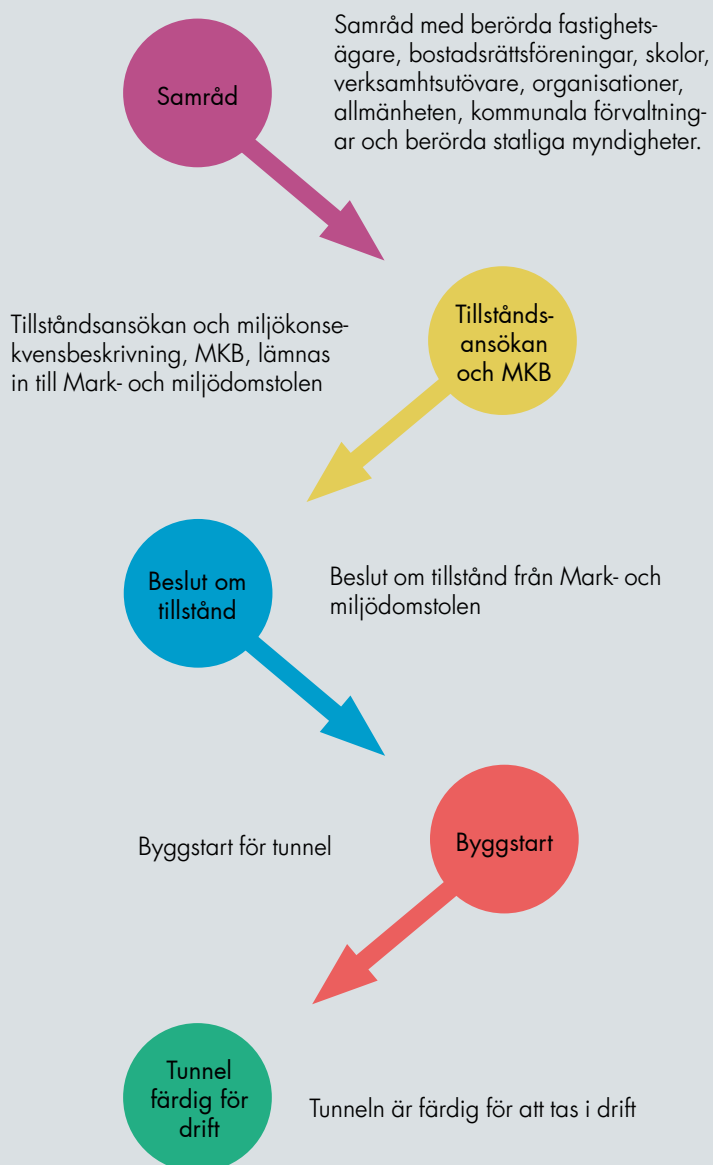 Samråd
Samråd med berörda fastighets-
ägare, bostadsrättsföreningar, skolor,
verksamhtsutövare, organisationer,
allmänheten, kommunala förvaltning-
ar och berörda statliga myndigheter.
Tillstånds-
ansökan
och MKB
Tillståndsansökan och miljökonse-
kvensbeskrivning, MKB, lämnas
in till Mark- och miljödomstolen
Beslut om
tillstånd
Beslut om tillstånd från Mark- och
miljödomstolen
Byggstart
Byggstart för tunnel
Tunnel
färdig för
drift
Tunneln är färdig för att tas i drift